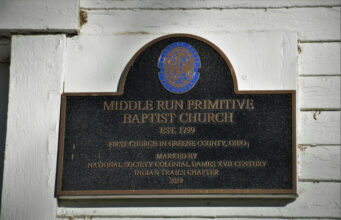 MIDDLE RUN PRIMITIVE
BAPTIST CHURCH
EST. 1799
FIRST CHURCH IN GREENE COUNTY, OHIO
MARKED BY
NATIONAL SOCIETY COLONIAL DAMES XVII CENTURY
INDIAN TRAILS CHAPTER
2019